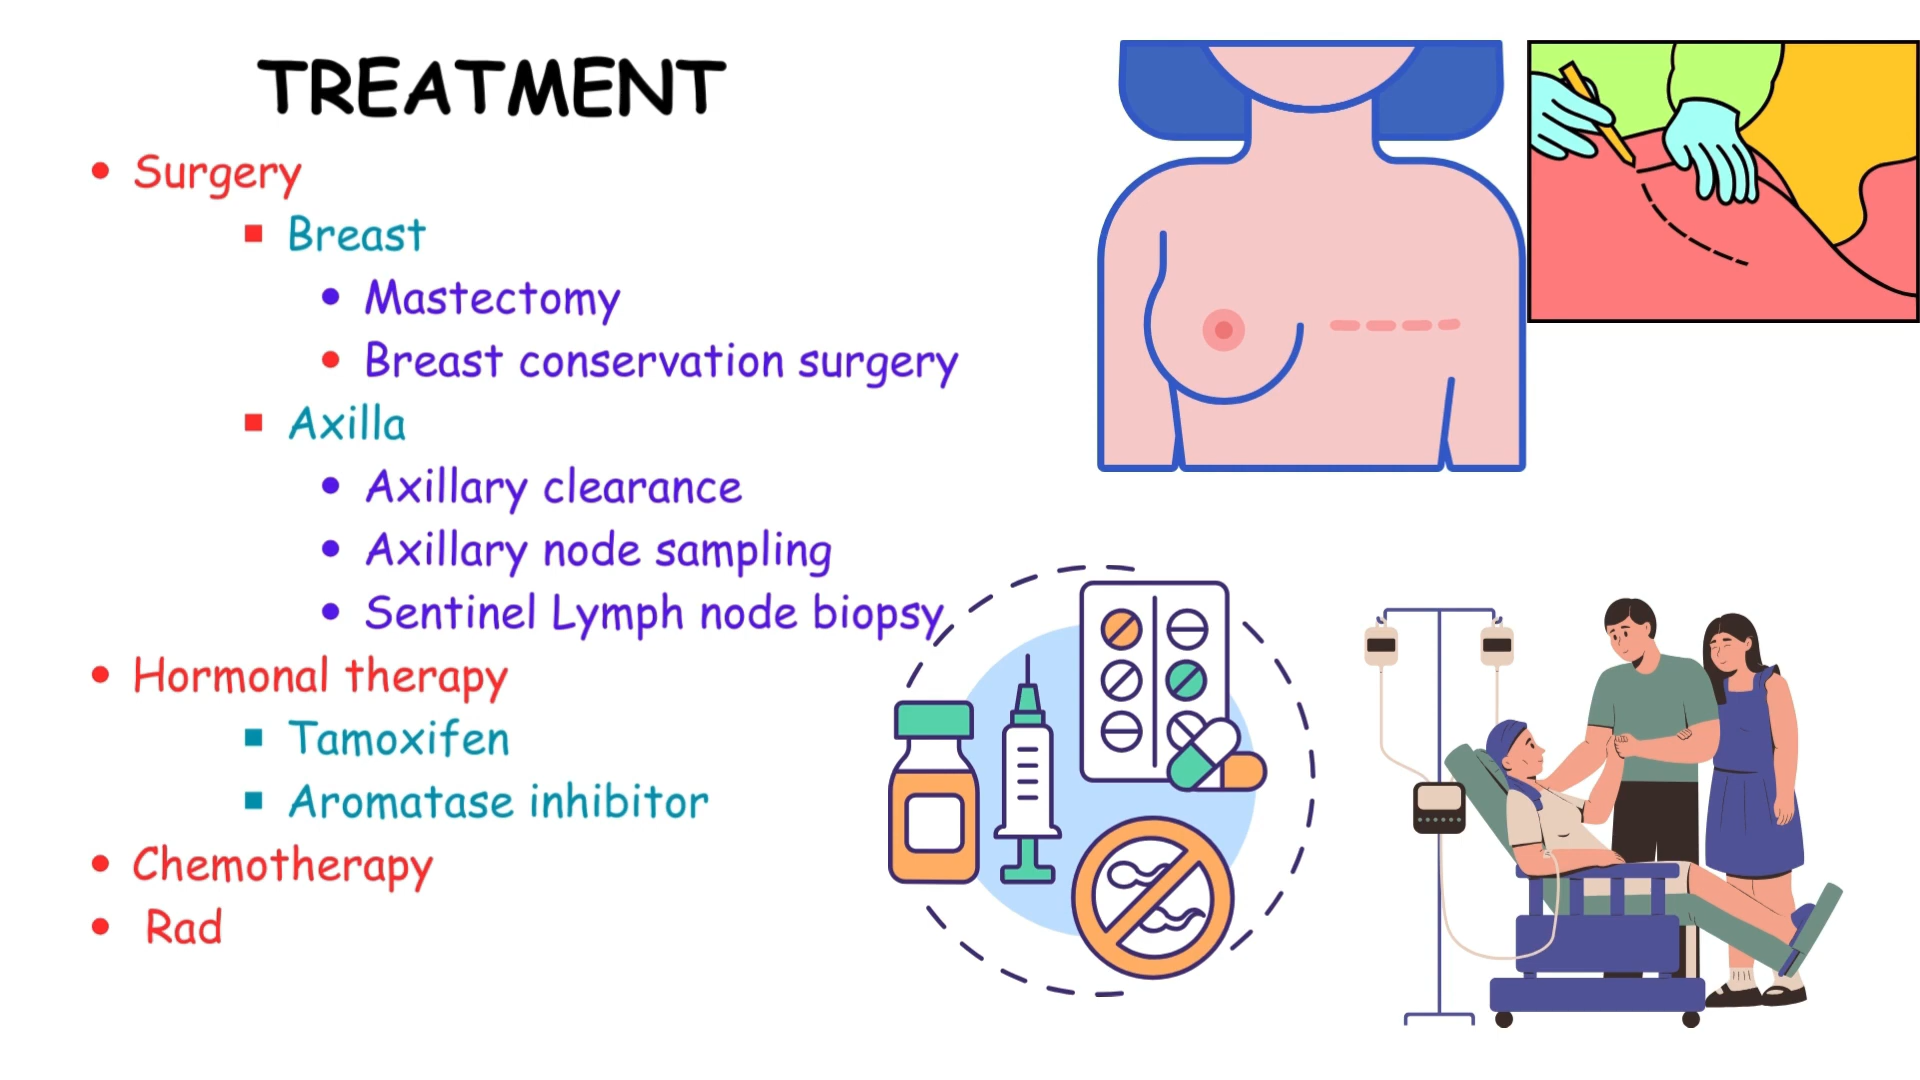 TREATMENT
Surgery
Breast
Mastectomy
Breast conservation surgery
Axilla
Axillary clearance
Axillary node sampling
Sentinel Lymph node biopsy
Hormonal therapy
Tamoxifen
Aromatase inhibitor
Chemotherapy
Rad